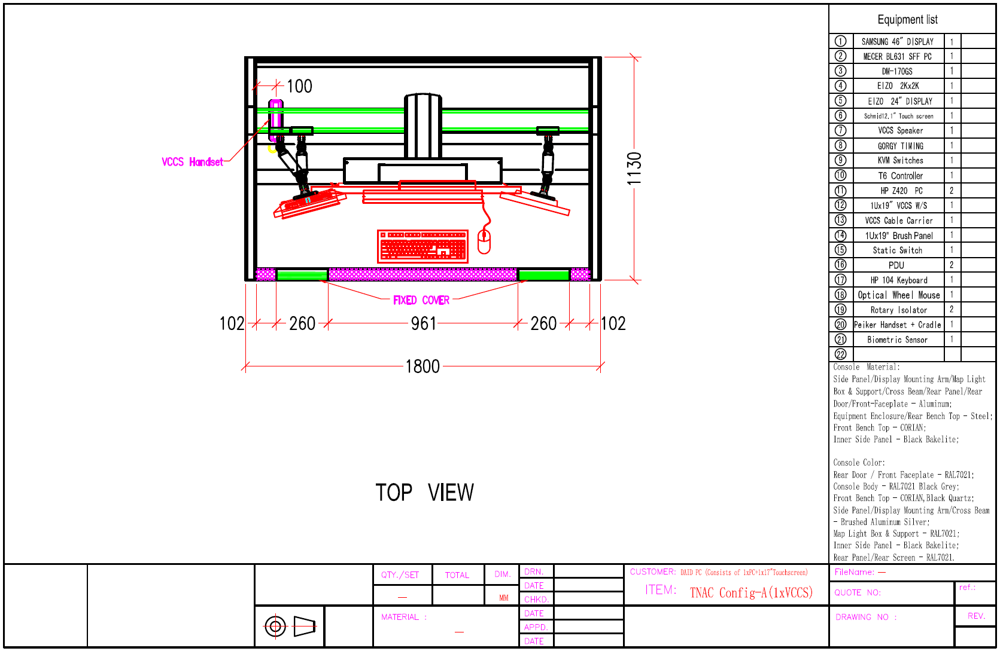 100
VCCS Handset
1130
FIXED COVER
102 260 961 260 102
1800
TOP VIEW
Equipment list
1 SAMSUNG 46″ DISPLAY 1
2 MECER BL631 SFF PC 1
3 DM-170GS 1
4 EIZO 2Kx2K 1
5 EIZO 24″ DISPLAY 1
6 Schmid12.1″ Touch screen 1
7 VCCS Speaker 1
8 GORGY TIMING 1
9 KVM Switches 1
10 T6 Controller 1
11 HP Z420 PC 2
12 1Ux19″ VCCS W/S 1
13 VCCS Cable Carrier 1
14 1Ux19" Brush Panel 1
15 Static Switch 1
16 PDU 2
17 HP 104 Keyboard 1
18 Optical Wheel Mouse 1
19 Rotary Isolator 2
20 Peiker Handset + Cradle 1
21 Biometric Sensor 1
22
Console Material:
Side Panel/Display Mounting Arm/Map Light
Box & Support/Cross Beam/Rear Panel/Rear
Door/Front-Faceplate - Aluminum;
Equipment Enclosure/Rear Bench Top - Steel;
Front Bench Top - CORIAN;
Inner Side Panel - Black Bakelite;
Console Color:
Rear Door / Front Faceplate - RAL7021;
Console Body - RAL7021 Black Grey;
Front Bench Top - CORIAN,Black Quartz;
Side Panel/Display Mounting Arm/Cross Beam
- Brushed Aluminum Silver;
Map Light Box & Support - RAL7021;
Inner Side Panel - Black Bakelite;
Rear Panel/Rear Screen - RAL7021.
QTY./SET TOTAL DIM.
— MM
MATERIAL :
—
DRN.
DATE
CHKD.
DATE
APPD.
DATE
CUSTOMER: DAID PC (Consists of 1xPC+1x17″Touchscreen)
ITEM: TNAC Config-A(1xVCCS)
FileName: —
QUOTE NO: ref.:
DRAWING NO : REV.